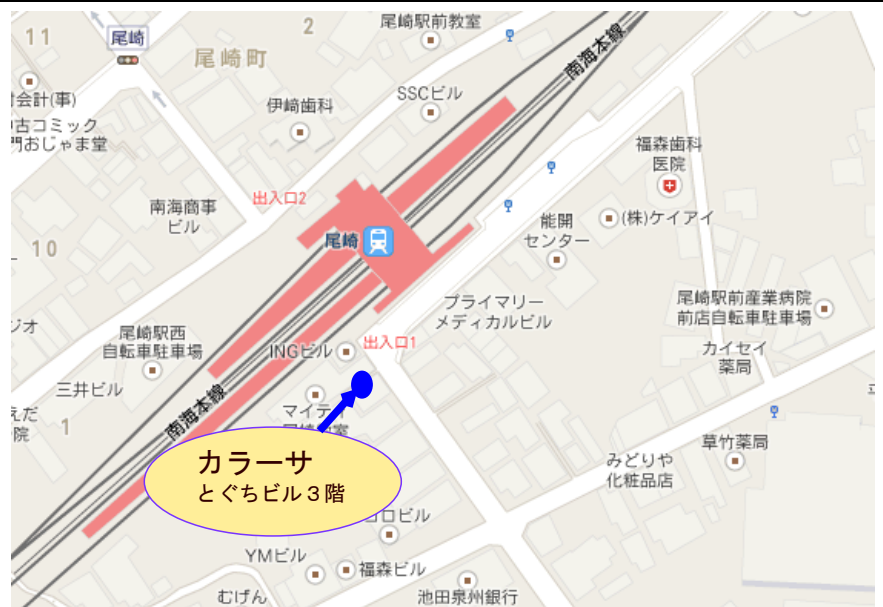 11
尾崎
2
尾崎駅前教室
南海本線
尾崎町
会計(事)
古コミック
門おじゃま堂
伊崎歯科
SSCビル
福森歯科
医院
南海商事
ビル
出入口2
尾崎
能開
センター
(株)ケイアイ
10
プライマリー
メディカルビル
尾崎駅前産業病院
前店自転車駐車場
ジオ
尾崎駅西
自転車駐車場
INGビル
出入口1
カイセイ
薬局
三井ビル
えだ
院
1
南海本線
マイティ
カラーサ
とぐちビル3階
みどりや
化粧品店
草竹薬局
ロビル
YMビル
福森ビル
むげん
池田泉州銀行